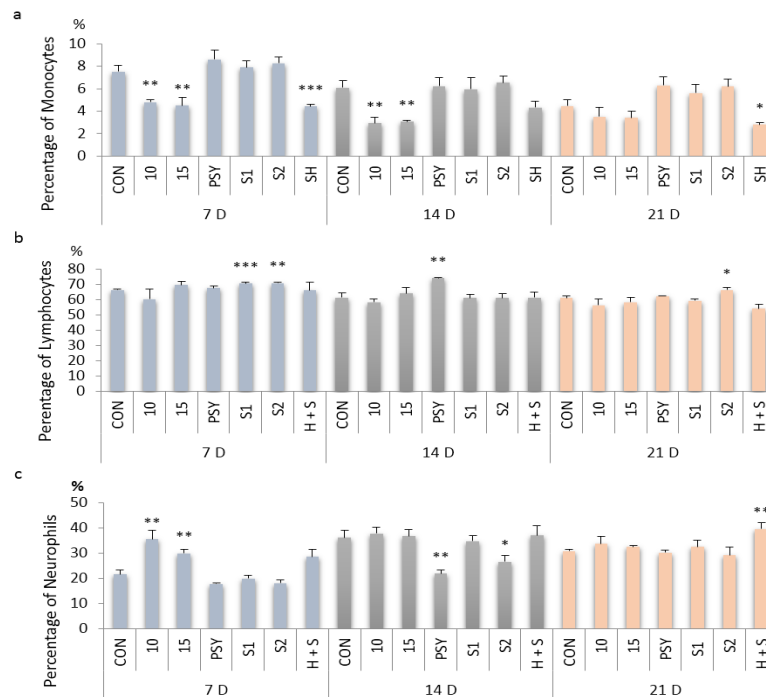 a
%
Percentage of Monocytes
10
8
6
4
2
0
** ** *** ** ** *
CON 10 15 PSY S1 S2 SH CON 10 15 PSY S1 S2 SH CON 10 15 PSY S1 S2 SH
7 D 14 D 21 D
b
%
Perentage of Lymphocytes
80
70
60
50
40
30
20
10
0
*** ** ** *
CON 10 15 PSY S1 S2 H + S CON 10 15 PSY S1 S2 H + S CON 10 15 PSY S1 S2 H + S
7 D 14 D 21 D
c
%
Percentage of Neurophils
50
40
30
20
10
0
** ** ** * **
CON 10 15 PSY S1 S2 H + S CON 10 15 PSY S1 S2 H + S CON 10 15 PSY S1 S2 H + S
7 D 14 D 21 D